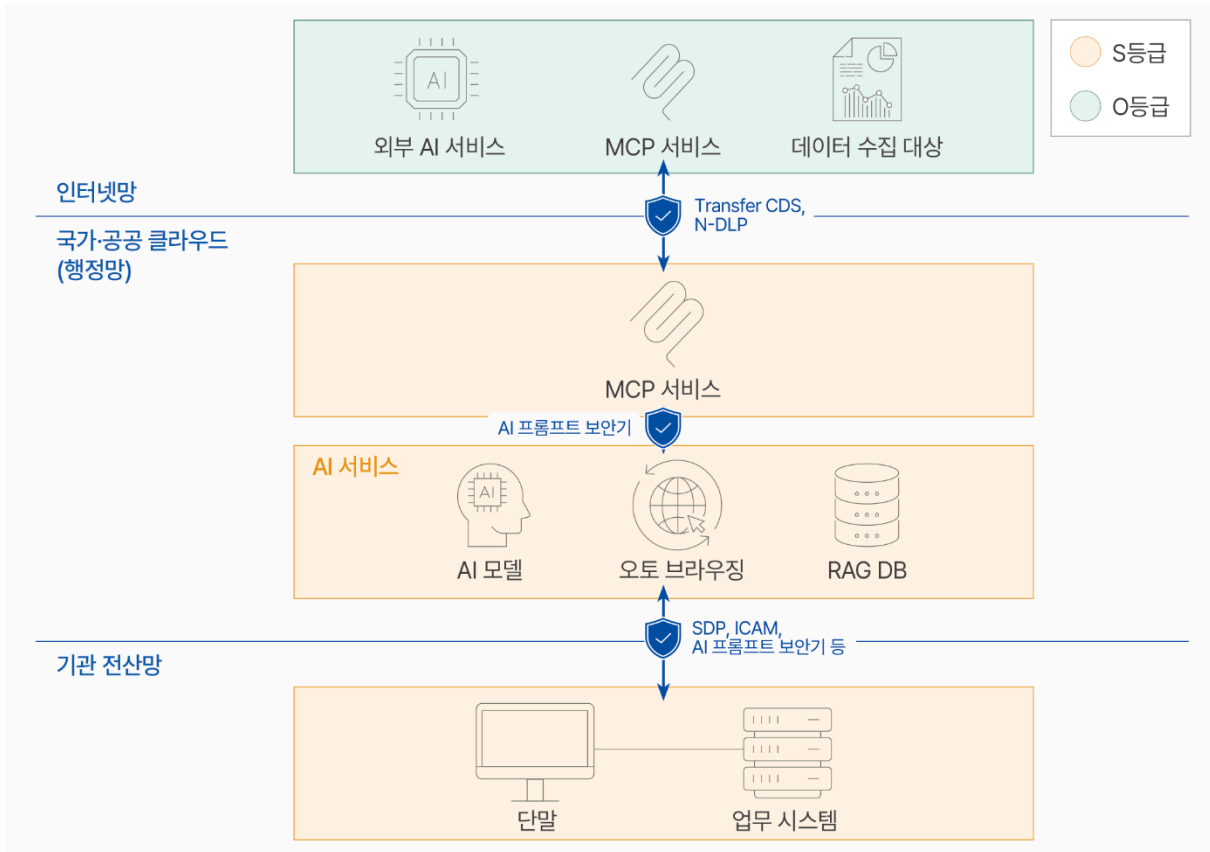 S등급
O등급
AI
외부 AI 서비스
MCP 서비스
데이터 수집 대상
인터넷망
Transfer CDS,
N-DLP
국가·공공 클라우드
(행정망)
MCP 서비스
AI 프롬프트 보안기
AI 서비스
AI
AI 모델
오토 브라우징
RAG DB
SDP, ICAM,
AI 프롬프트 보안기 등
기관 전산망
단말
업무 시스템